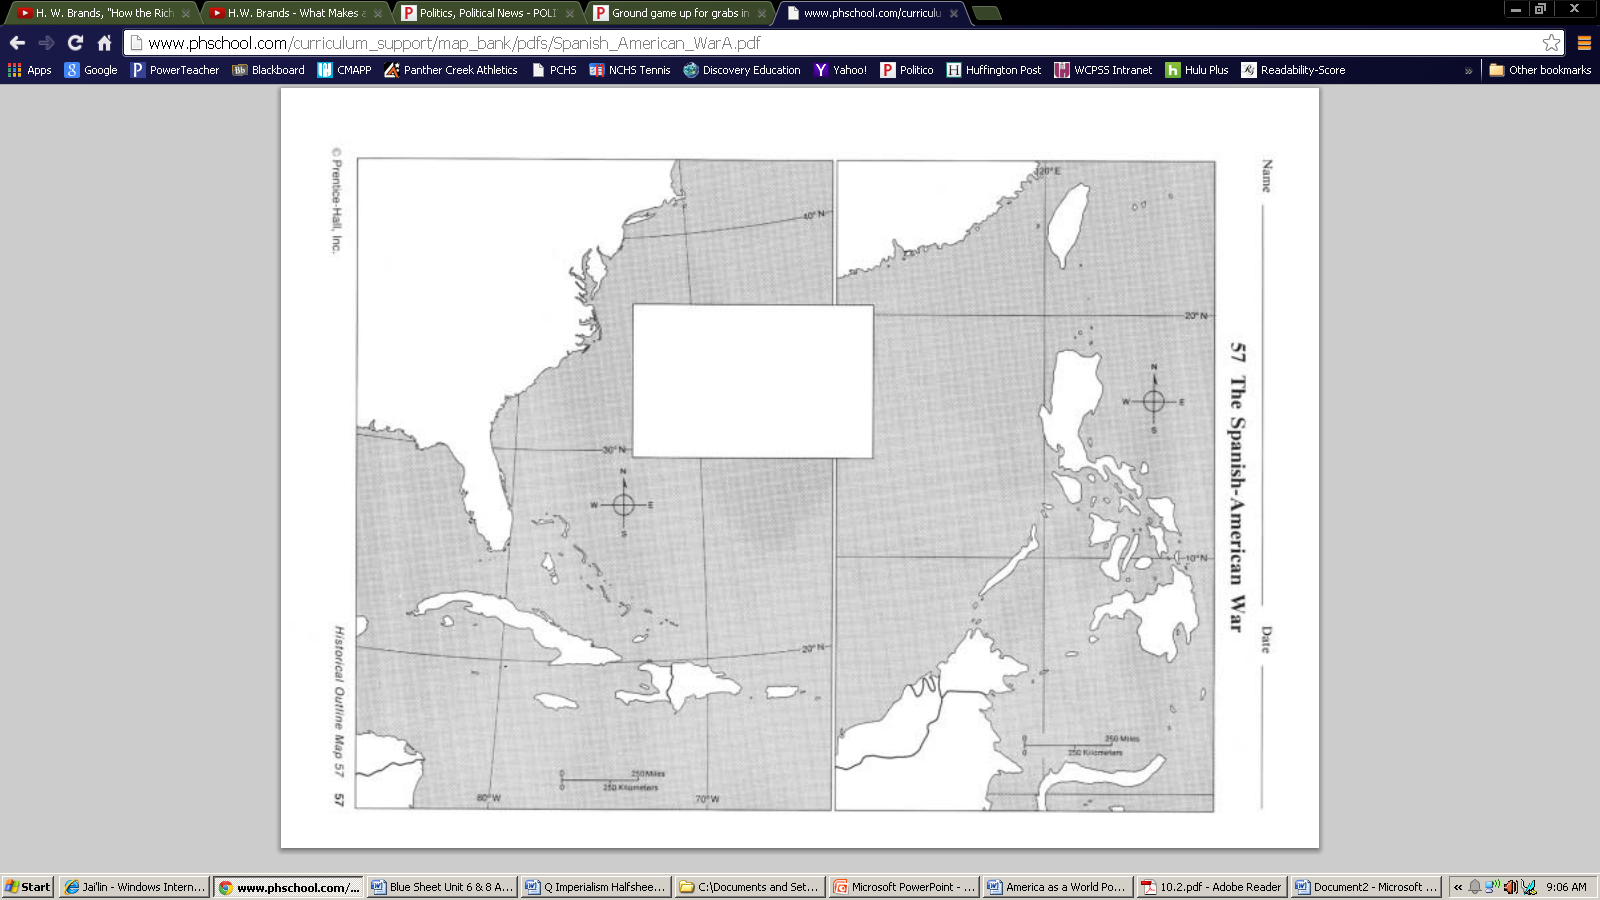 H. W. Brands, "How the Rich
H.W. Brands - What Makes a
Politics, Political News - POLI
Ground game up for grabs in
www.phschool.com/curricul
www.phschool.com/curriculum_support/map_bank/pdfs/Spanish_American_WarA.pdf
Apps
Google
PowerTeacher
Blackboard
CMAPP
Panther Creek Athletics
PCHS
NCHS Tennis
Discovery Education
Yahoo!
Politico
Huffington Post
WCPSS Intranet
Hulu Plus
Readability-Score
»
Other bookmarks
Name
Date
57 The Spanish-American War
© Prentice-Hall, Inc.
Historical Outline Map 57 57
40°N
30°N
N
W E
S
20°N
0 250 Miles
0 250 Kilometers
80°W
70°W
120°E
20°N
N
W E
S
10°N
0 250 Miles
0 250 Kilometers
Start
Jai'lin - Windows Intern...
www.phschool.com/...
Blue Sheet Unit 6 & 8 A...
Q Imperialism Halfshee...
C:\Documents and Set...
Microsoft PowerPoint - ...
America as a World Po...
10.2.pdf - Adobe Reader
Document2 - Microsoft ...
«
9:06 AM